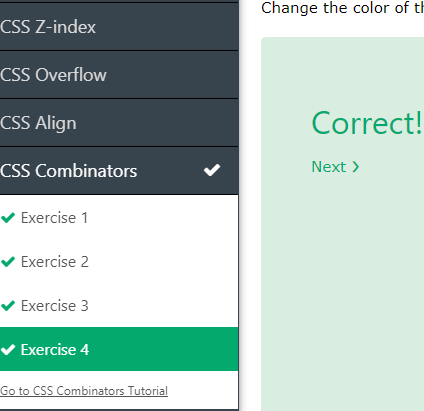 CSS Z-index
CSS Overflow
CSS Align
CSS Combinators
Exercise 1
Exercise 2
Exercise 3
Exercise 4
Go to CSS Combinators Tutorial
Change the color of
Correct!
Next